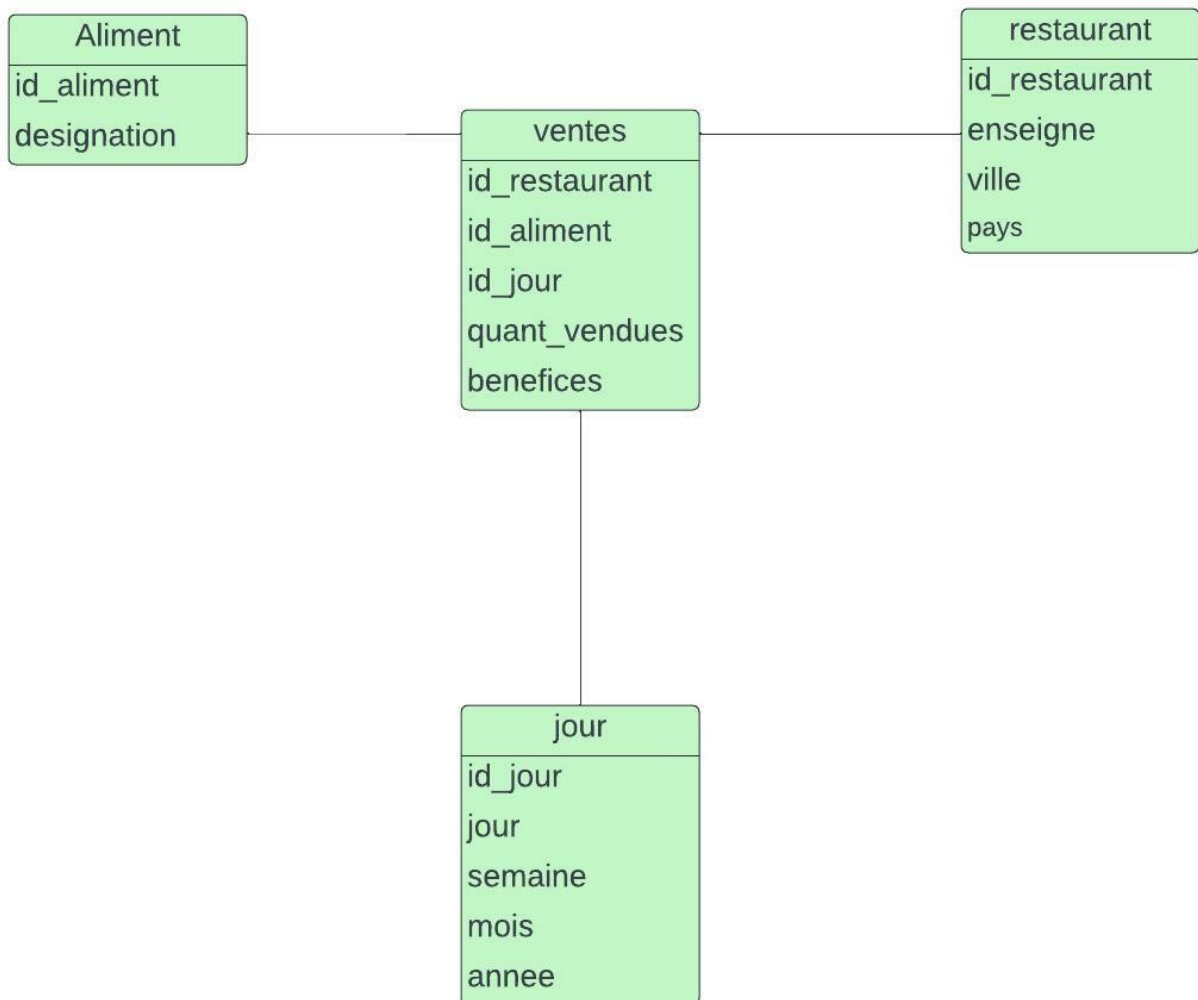 Aliment
id_aliment
designation
ventes
id_restaurant
id_aliment
id_jour
quant_vendues
benefices
restaurant
id_restaurant
enseigne
ville
pays
jour
id_jour
jour
semaine
mois
annee